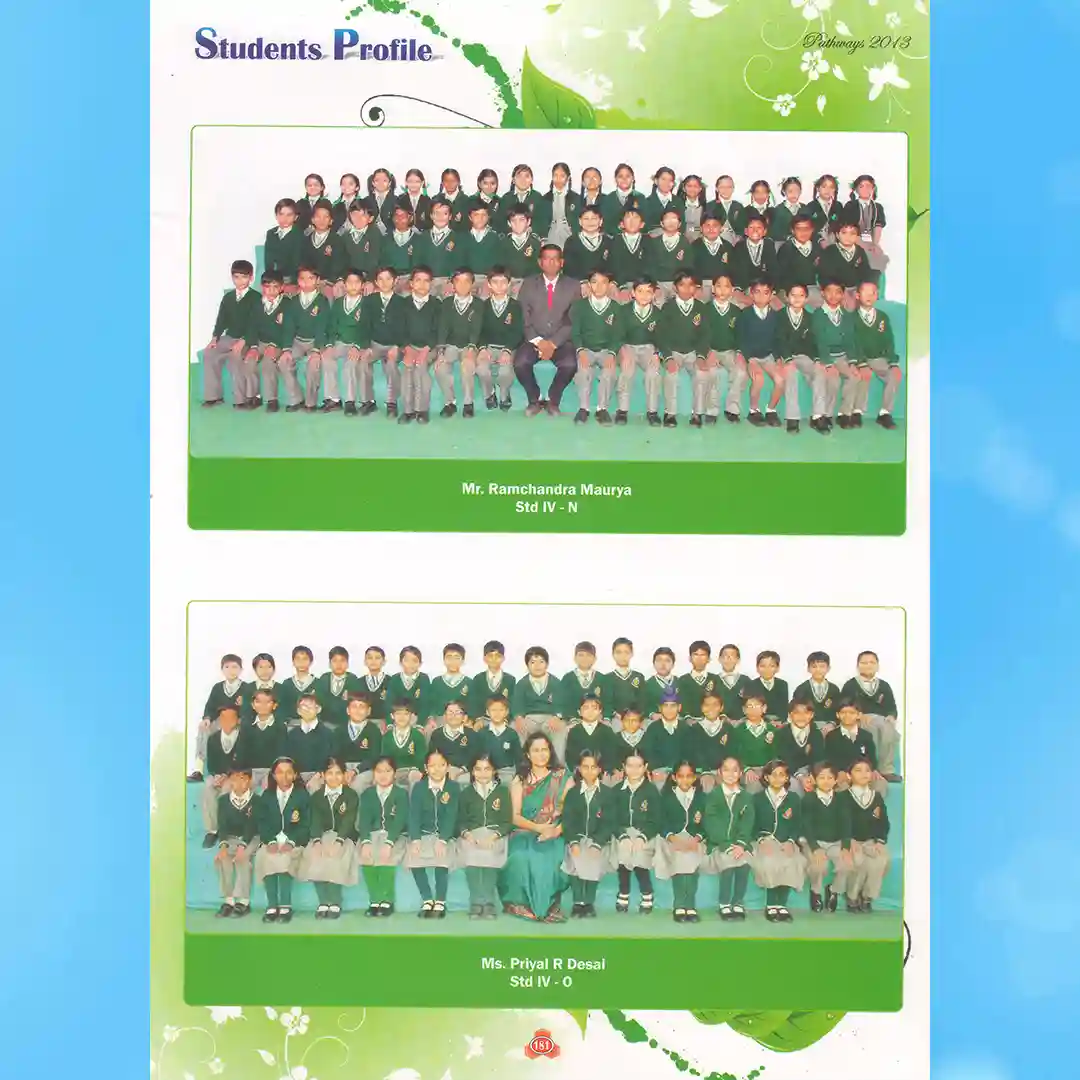 Students Profile
Pathways 2013
Mr. Ramchandra Maurya
Std IV - N
Ms. Priyal R Desai
Std IV - O
181